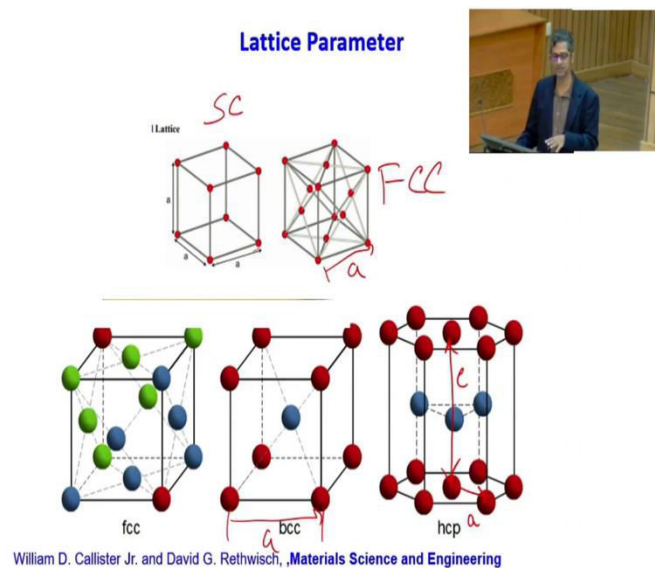 Lattice Parameter
SC
l Lattice
FCC
a
a
a
a
c
a
a
fcc
bcc
hcp
William D. Callister Jr. and David G. Rethwisch, ,Materials Science and Engineering